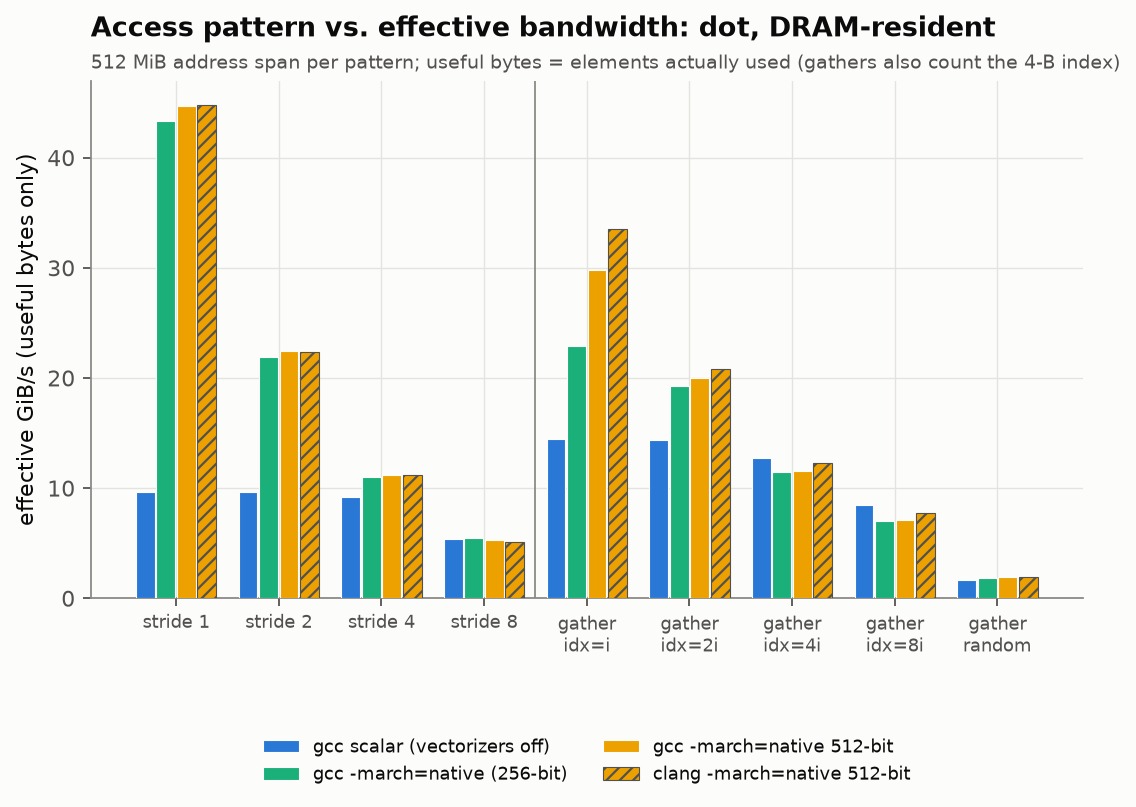 Access pattern vs. effective bandwidth: dot, DRAM-resident
512 MiB address span per pattern; useful bytes = elements actually used (gathers also count the 4-B index)
effective GiB/s (useful bytes only)
40
30
20
10
0
stride 1
stride 2
stride 4
stride 8
gather
idx=i
gather
idx=2i
gather
idx=4i
gather
idx=8i
gather
random
gcc scalar (vectorizers off)
gcc -march=native (256-bit)
gcc -march=native 512-bit
clang -march=native 512-bit